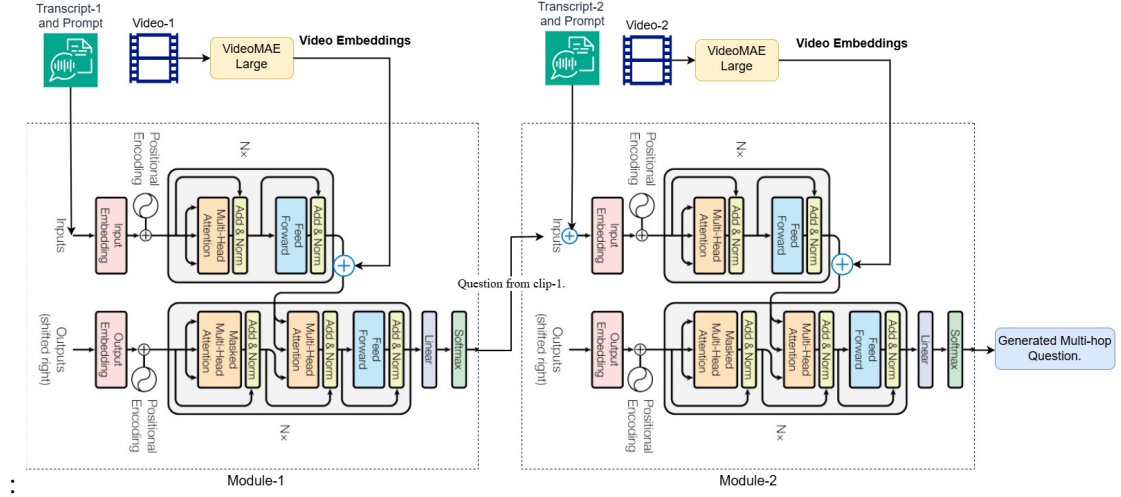 Transcript-1
and Prompt
Video-1
VideoMAE
Large
Video Embeddings
Positional
Encoding
N×
Inputs
Input
Embedding
Multi-Head
Attention
Add & Norm
Feed
Forward
Add & Norm
Outputs
(shifted right)
Output
Embedding
Positional
Encoding
Masked
Multi-Head
Attention
Add & Norm
Multi-Head
Attention
Add & Norm
Feed
Forward
Add & Norm
Linear
Softmax
N×
Module-1
Question from clip-1.
Transcript-2
and Prompt
Video-2
VideoMAE
Large
Video Embeddings
Positional
Encoding
N×
Inputs
Input
Embedding
Multi-Head
Attention
Add & Norm
Feed
Forward
Add & Norm
Outputs
(shifted right)
Output
Embedding
Positional
Encoding
Masked
Multi-Head
Attention
Add & Norm
Multi-Head
Attention
Add & Norm
Feed
Forward
Add & Norm
Linear
Softmax
N×
Generated Multi-hop
Question.
Module-2
: